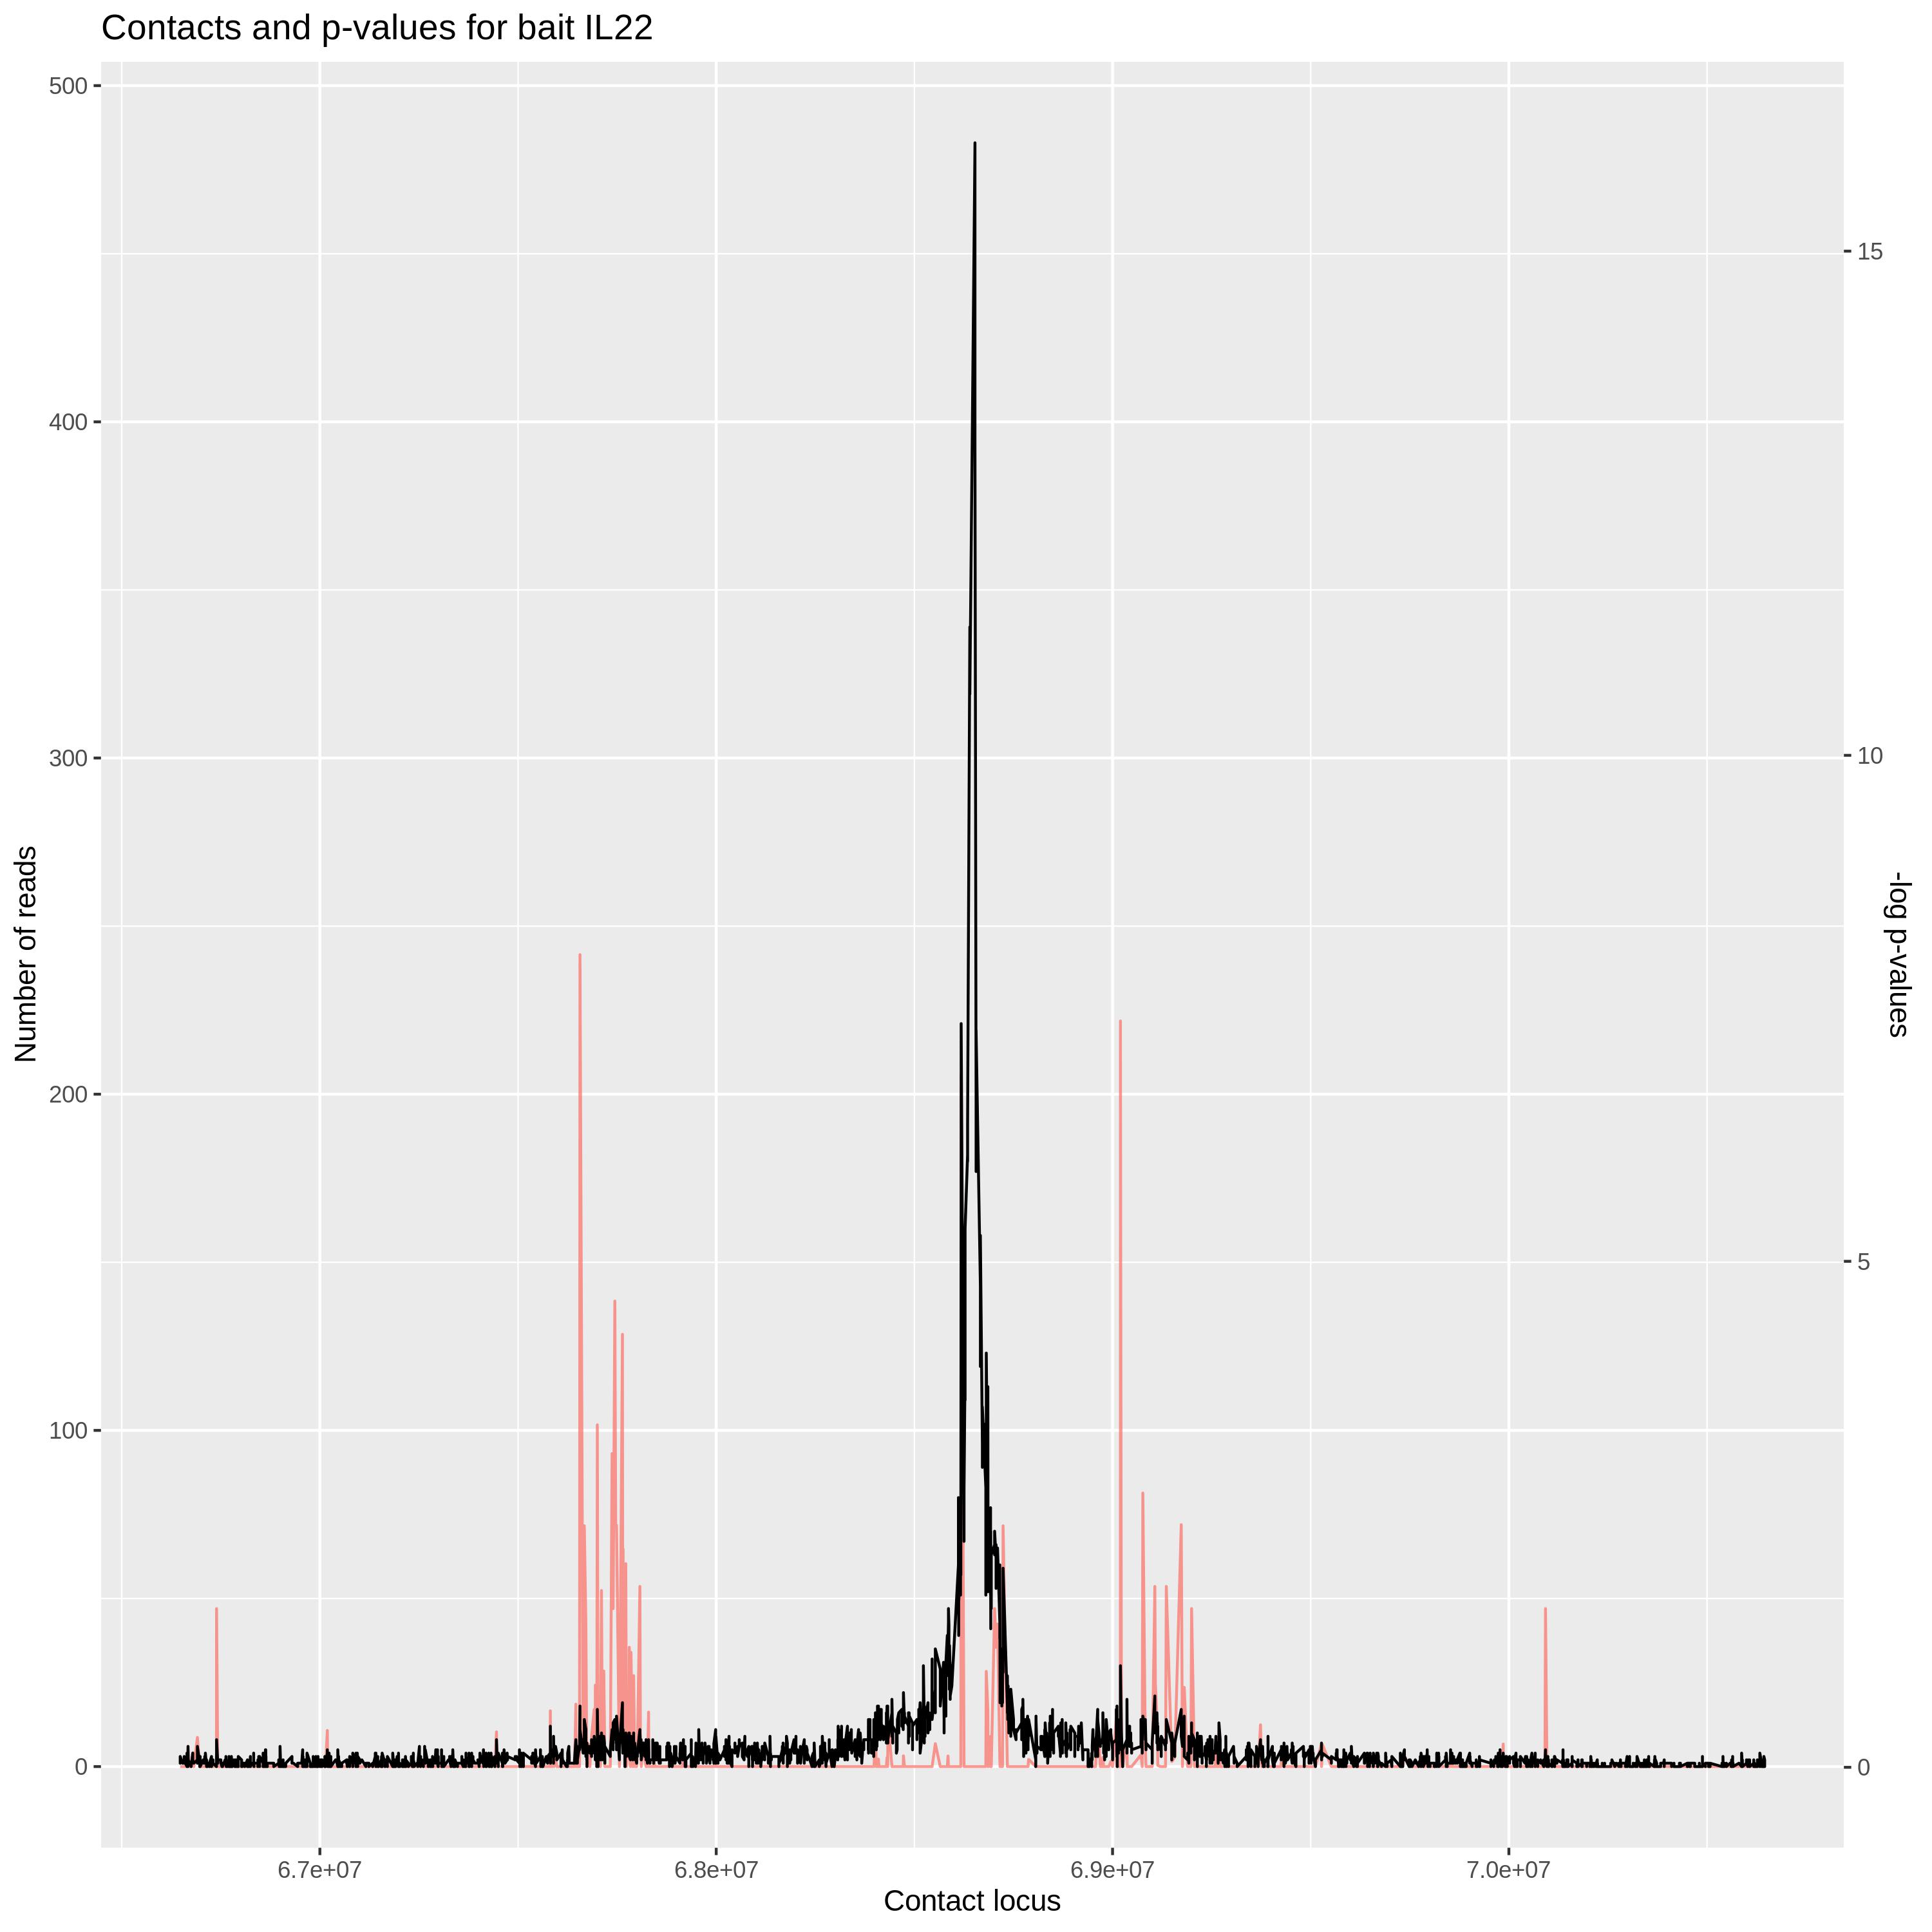 Contacts and p-values for bait IL22
500
400
300
200
100
0
Number of reads
15
10
5
0
-log p-values
6.7e+07
6.8e+07
6.9e+07
7.0e+07
Contact locus